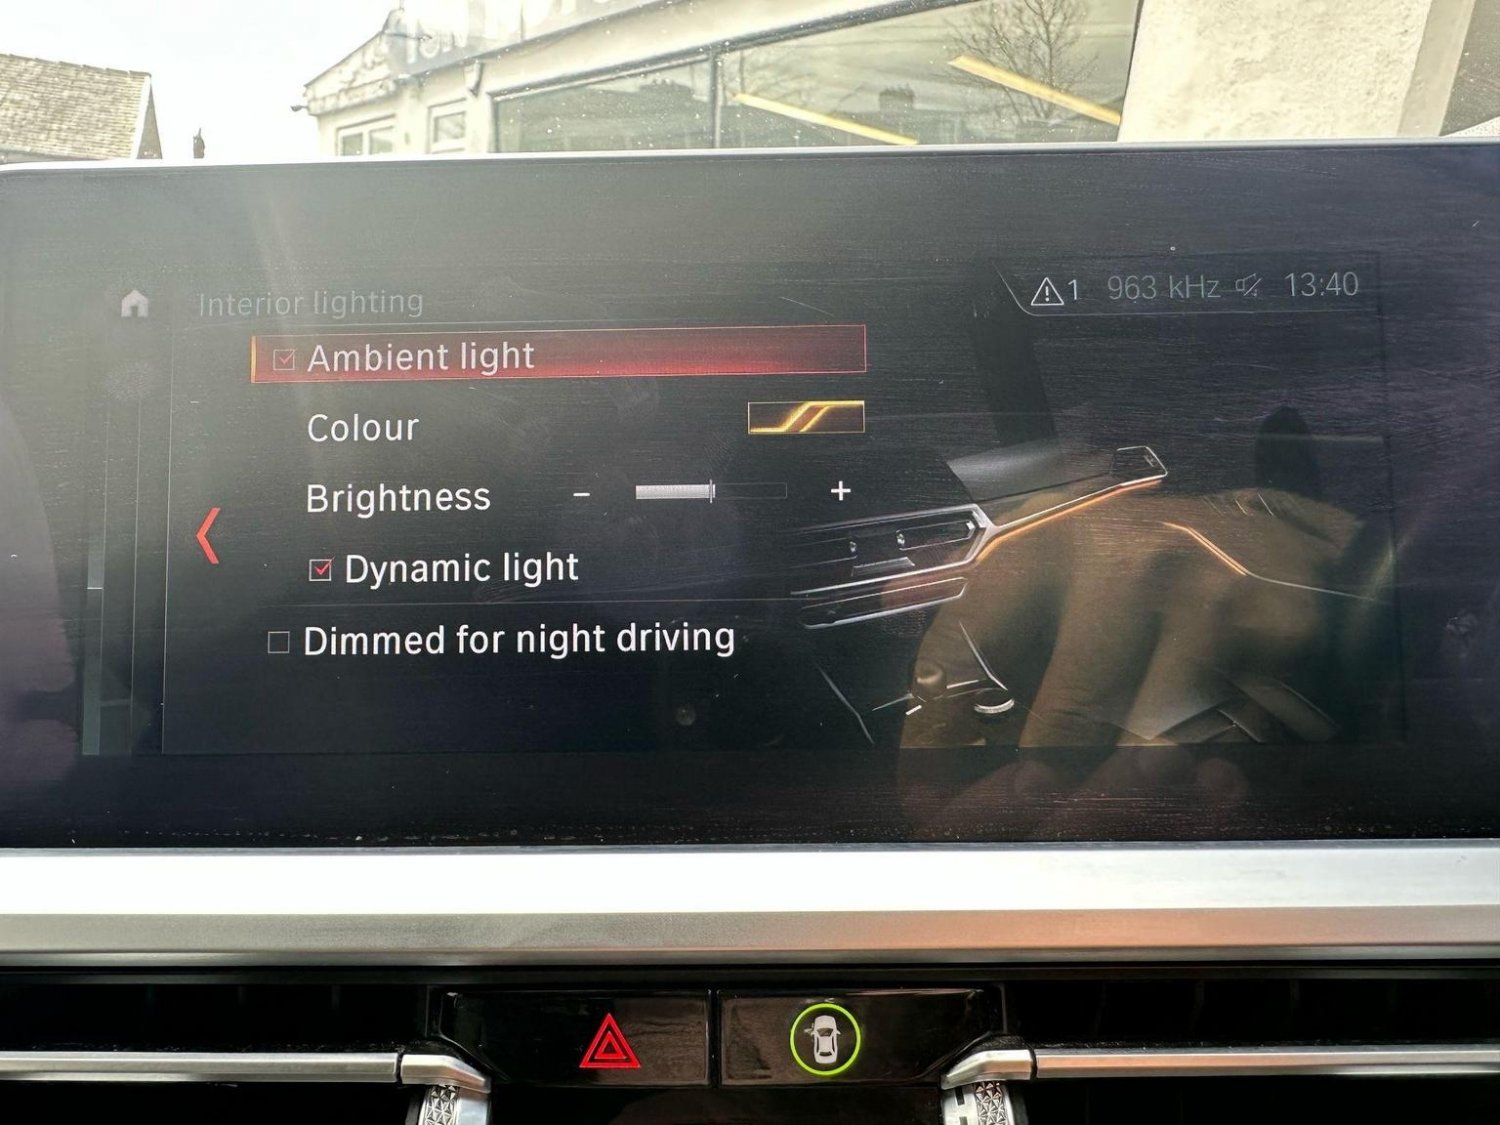 Interior lighting
1 963 kHz 13:40
Ambient light
Colour
Brightness - +
Dynamic light
Dimmed for night driving